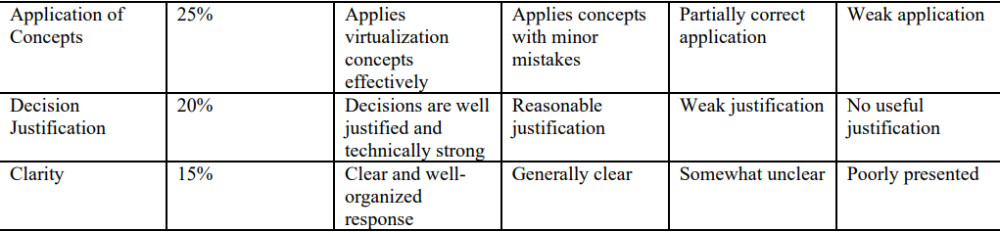 Application of Concepts 25% Applies virtualization concepts effectively Applies concepts with minor mistakes Partially correct application Weak application
Decision Justification 20% Decisions are well justified and technically strong Reasonable justification Weak justification No useful justification
Clarity 15% Clear and well-organized response Generally clear Somewhat unclear Poorly presented